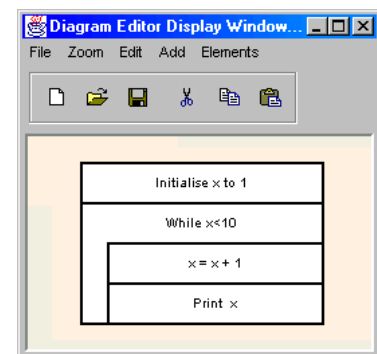 Diagram Editor Display Window...
File Zoom Edit Add Elements
Initialise x to 1
While x<10
x = x + 1
Print x